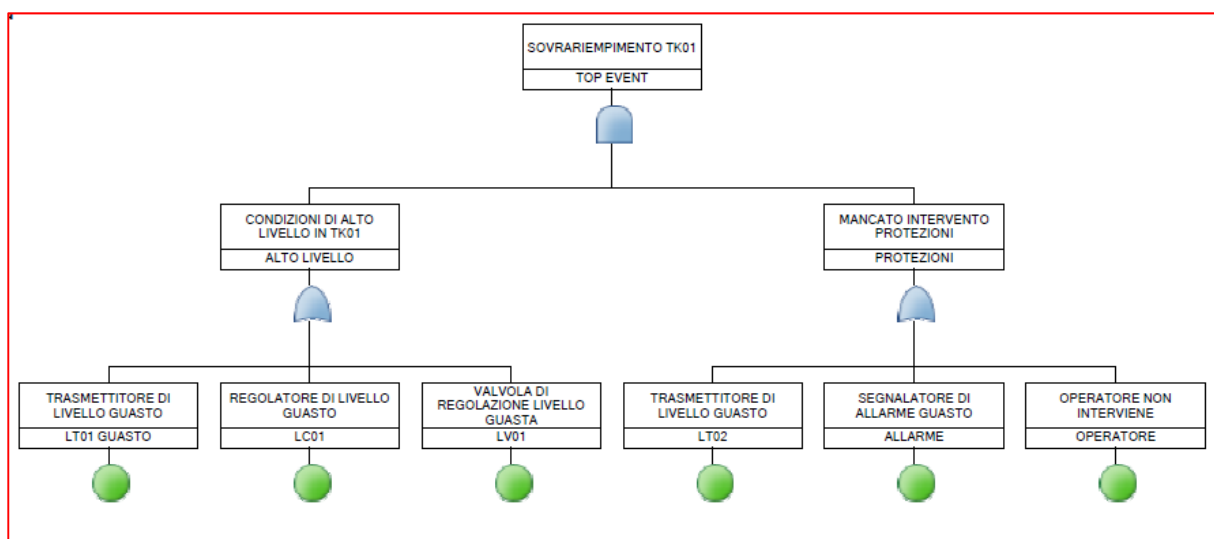 SOVRARIEMPIMENTO TK01
TOP EVENT
CONDIZIONI DI ALTO
LIVELLO IN TK01
ALTO LIVELLO
MANCATO INTERVENTO
PROTEZIONI
PROTEZIONI
TRASMETTITORE DI
LIVELLO GUASTO
LT01 GUASTO
REGOLATORE DI LIVELLO
GUASTO
LC01
VALVOLA DI
REGOLAZIONE LIVELLO
GUASTA
LV01
TRASMETTITORE DI
LIVELLO GUASTO
LT02
SEGNALATORE DI
ALLARME GUASTO
ALLARME
OPERATORE NON
INTERVIENE
OPERATORE